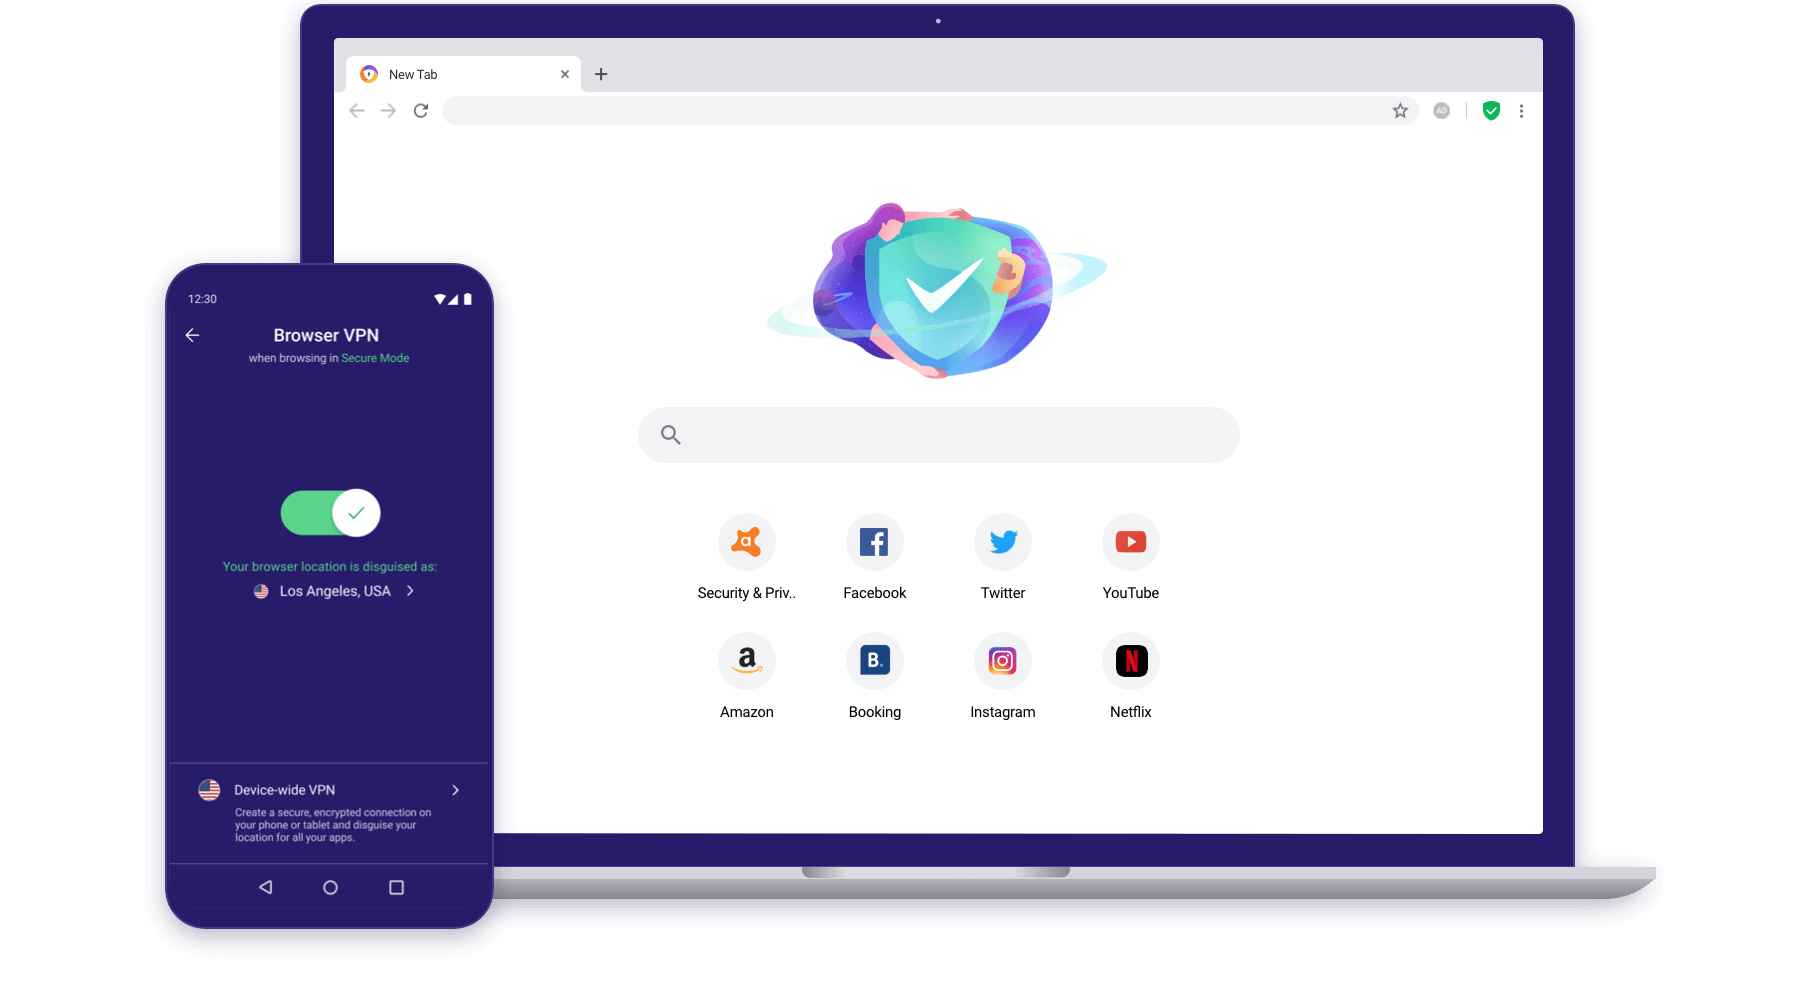 New Tab
AD
12:30
Browser VPN
when browsing in Secure Mode
Your browser location is disguised as:
Los Angeles, USA
Device-wide VPN
Create a secure, encrypted connection on
your phone or tablet and disguise your
location for all your apps.
a
f
Security & Priv.. Facebook Twitter YouTube
a
B.
N
Amazon Booking Instagram Netflix